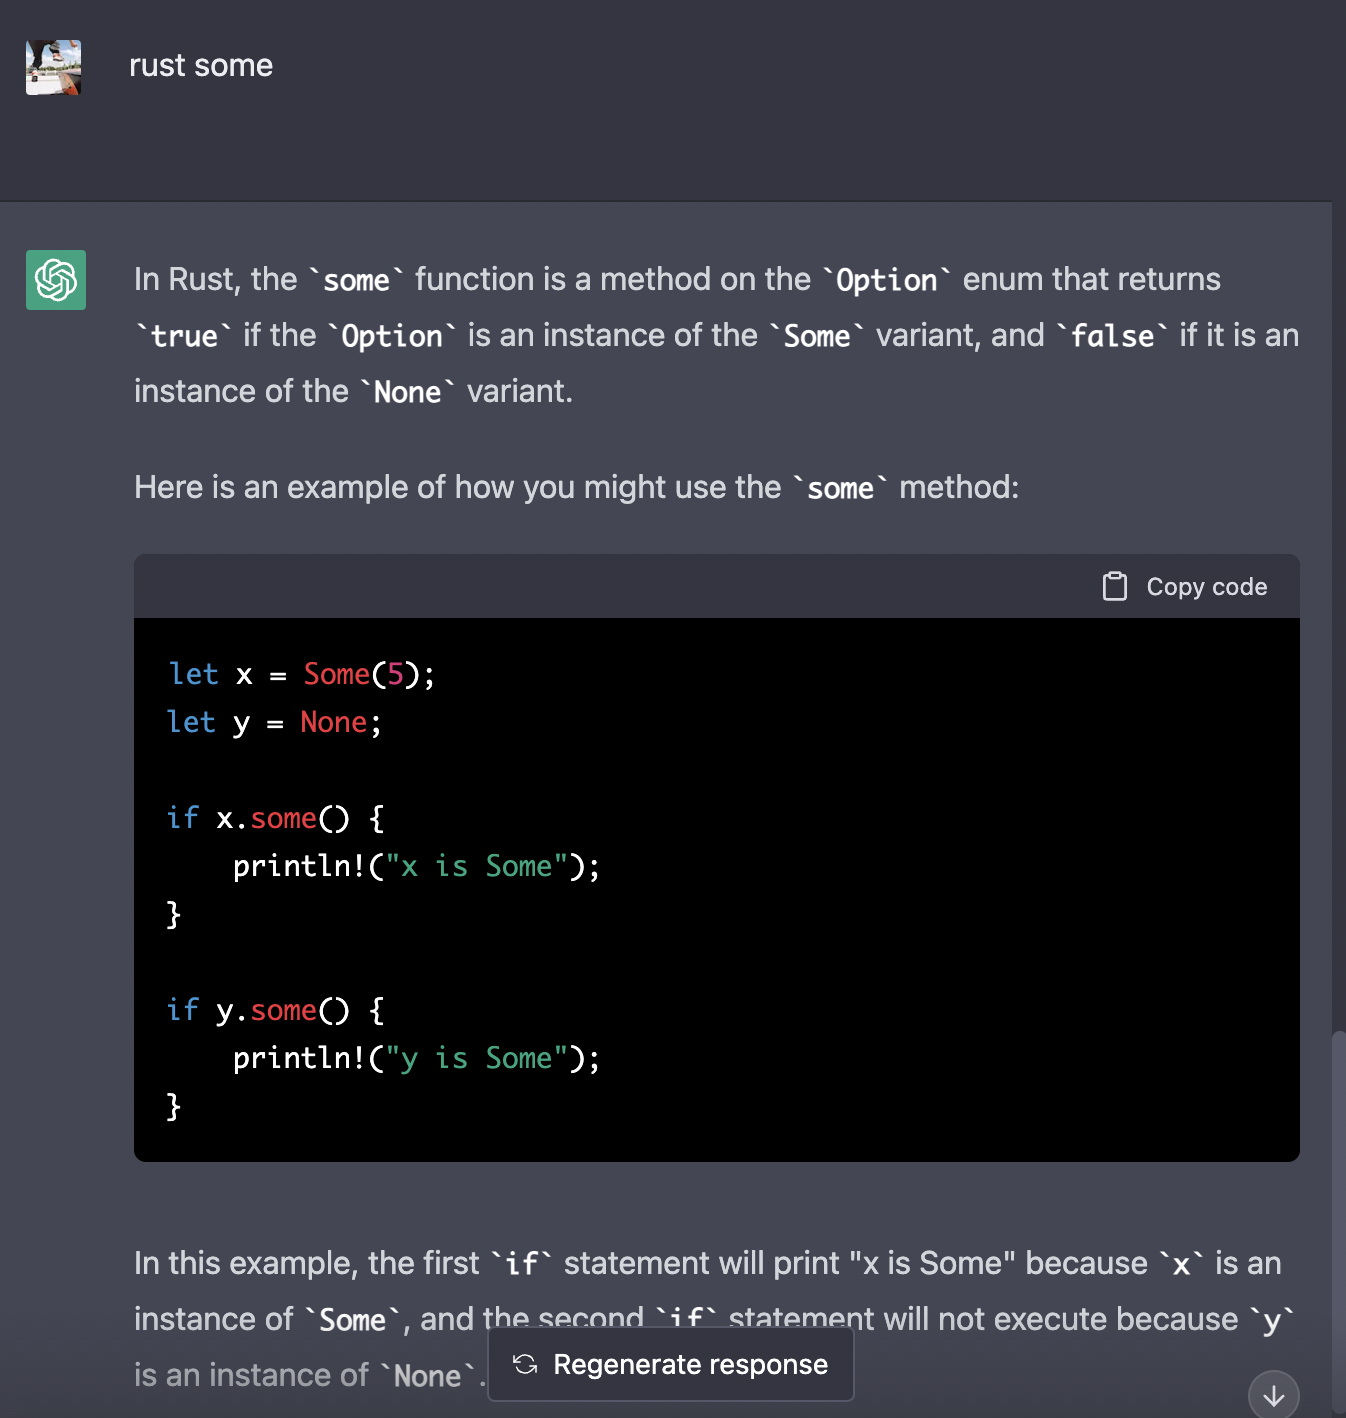 rust some
In Rust, the `some` function is a method on the `Option` enum that returns
`true` if the `Option` is an instance of the `Some` variant, and `false` if it is an
instance of the `None` variant.
Here is an example of how you might use the `some` method:
Copy code
let x = Some(5);
let y = None;
if x.some() {
    println!("x is Some");
}
if y.some() {
    println!("y is Some");
}
In this example, the first `if` statement will print "x is Some" because `x` is an
instance of `Some`, and the second `if` statement will not execute because `y`
is an instance of `None`.
Regenerate response